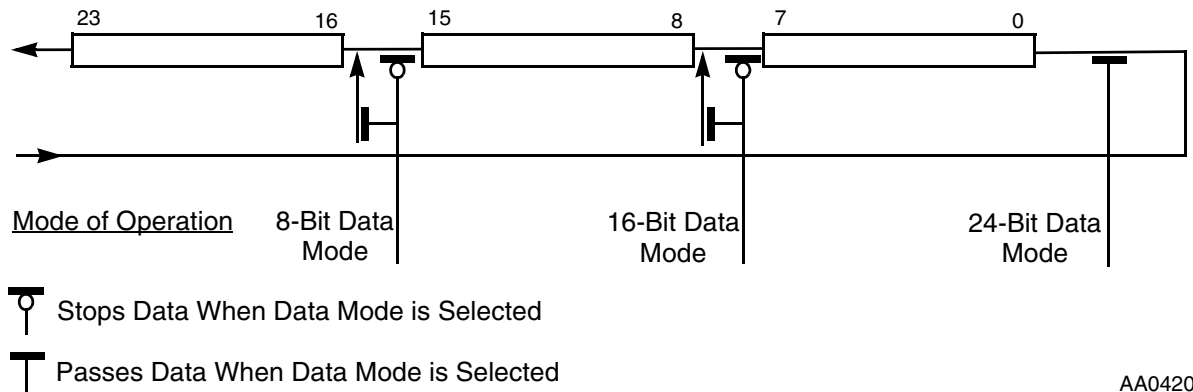 23 16 15 8 7 0
Mode of Operation 8-Bit Data Mode 16-Bit Data Mode 24-Bit Data Mode
Stops Data When Data Mode is Selected
Passes Data When Data Mode is Selected
AA0420